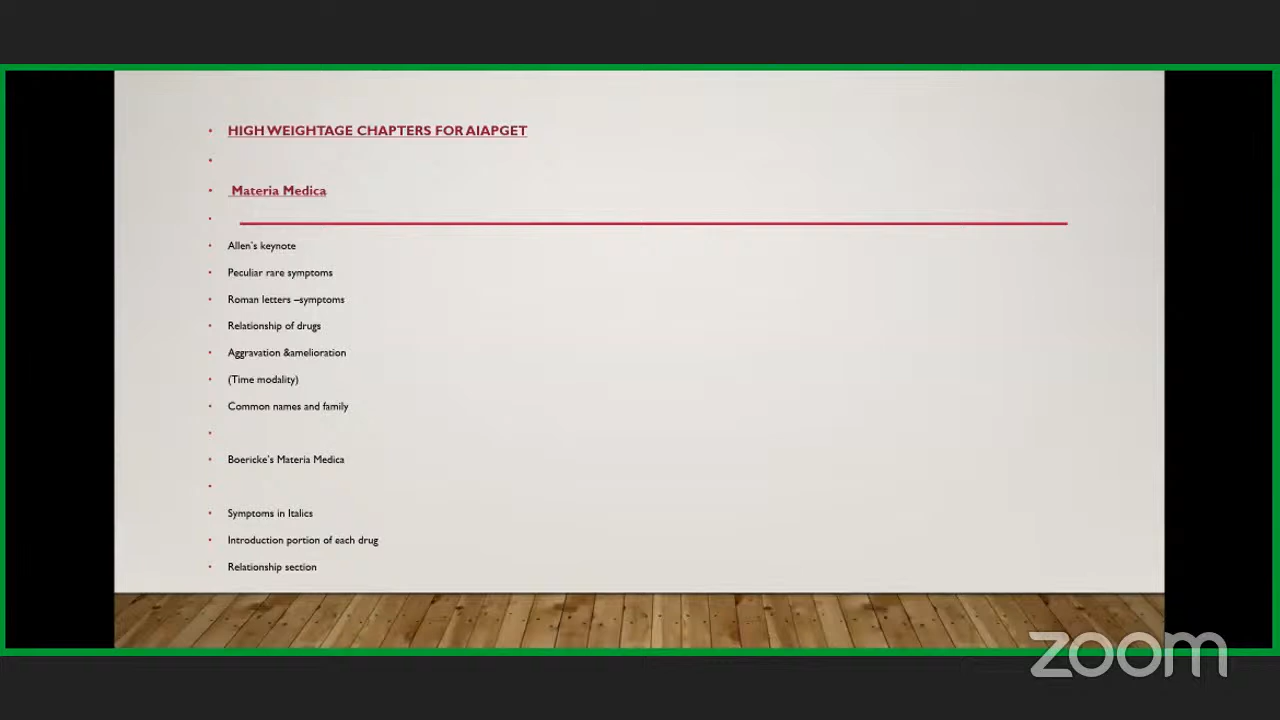 HIGH WEIGHTAGE CHAPTERS FOR AIAPGET
Materia Medica
Allen's keynote
Peculiar rare symptoms
Roman letters –symptoms
Relationship of drugs
Aggravation &amelioration
(Time modality)
Common names and family
Boericke's Materia Medica
Symptoms in Italics
Introduction portion of each drug
Relationship section
zoom